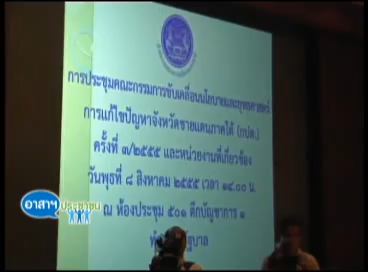 การประชุมคณะกรรมการขับเคลื่อนนโยบายและยุทธศาสตร์
การแก้ไขปัญหาจังหวัดชายแดนภาคใต้ (กปต.)
ครั้งที่ ๓/๒๕๕๕ และหน่วยงานที่เกี่ยวข้อง
วันพุธที่ ๘ สิงหาคม ๒๕๕๕ เวลา ๑๔.๐๐ น.
ณ ห้องประชุม ๕๐๑ ตึกบัญชาการ ๑
รัฐบาล
อาสาฯ
ประชาชน